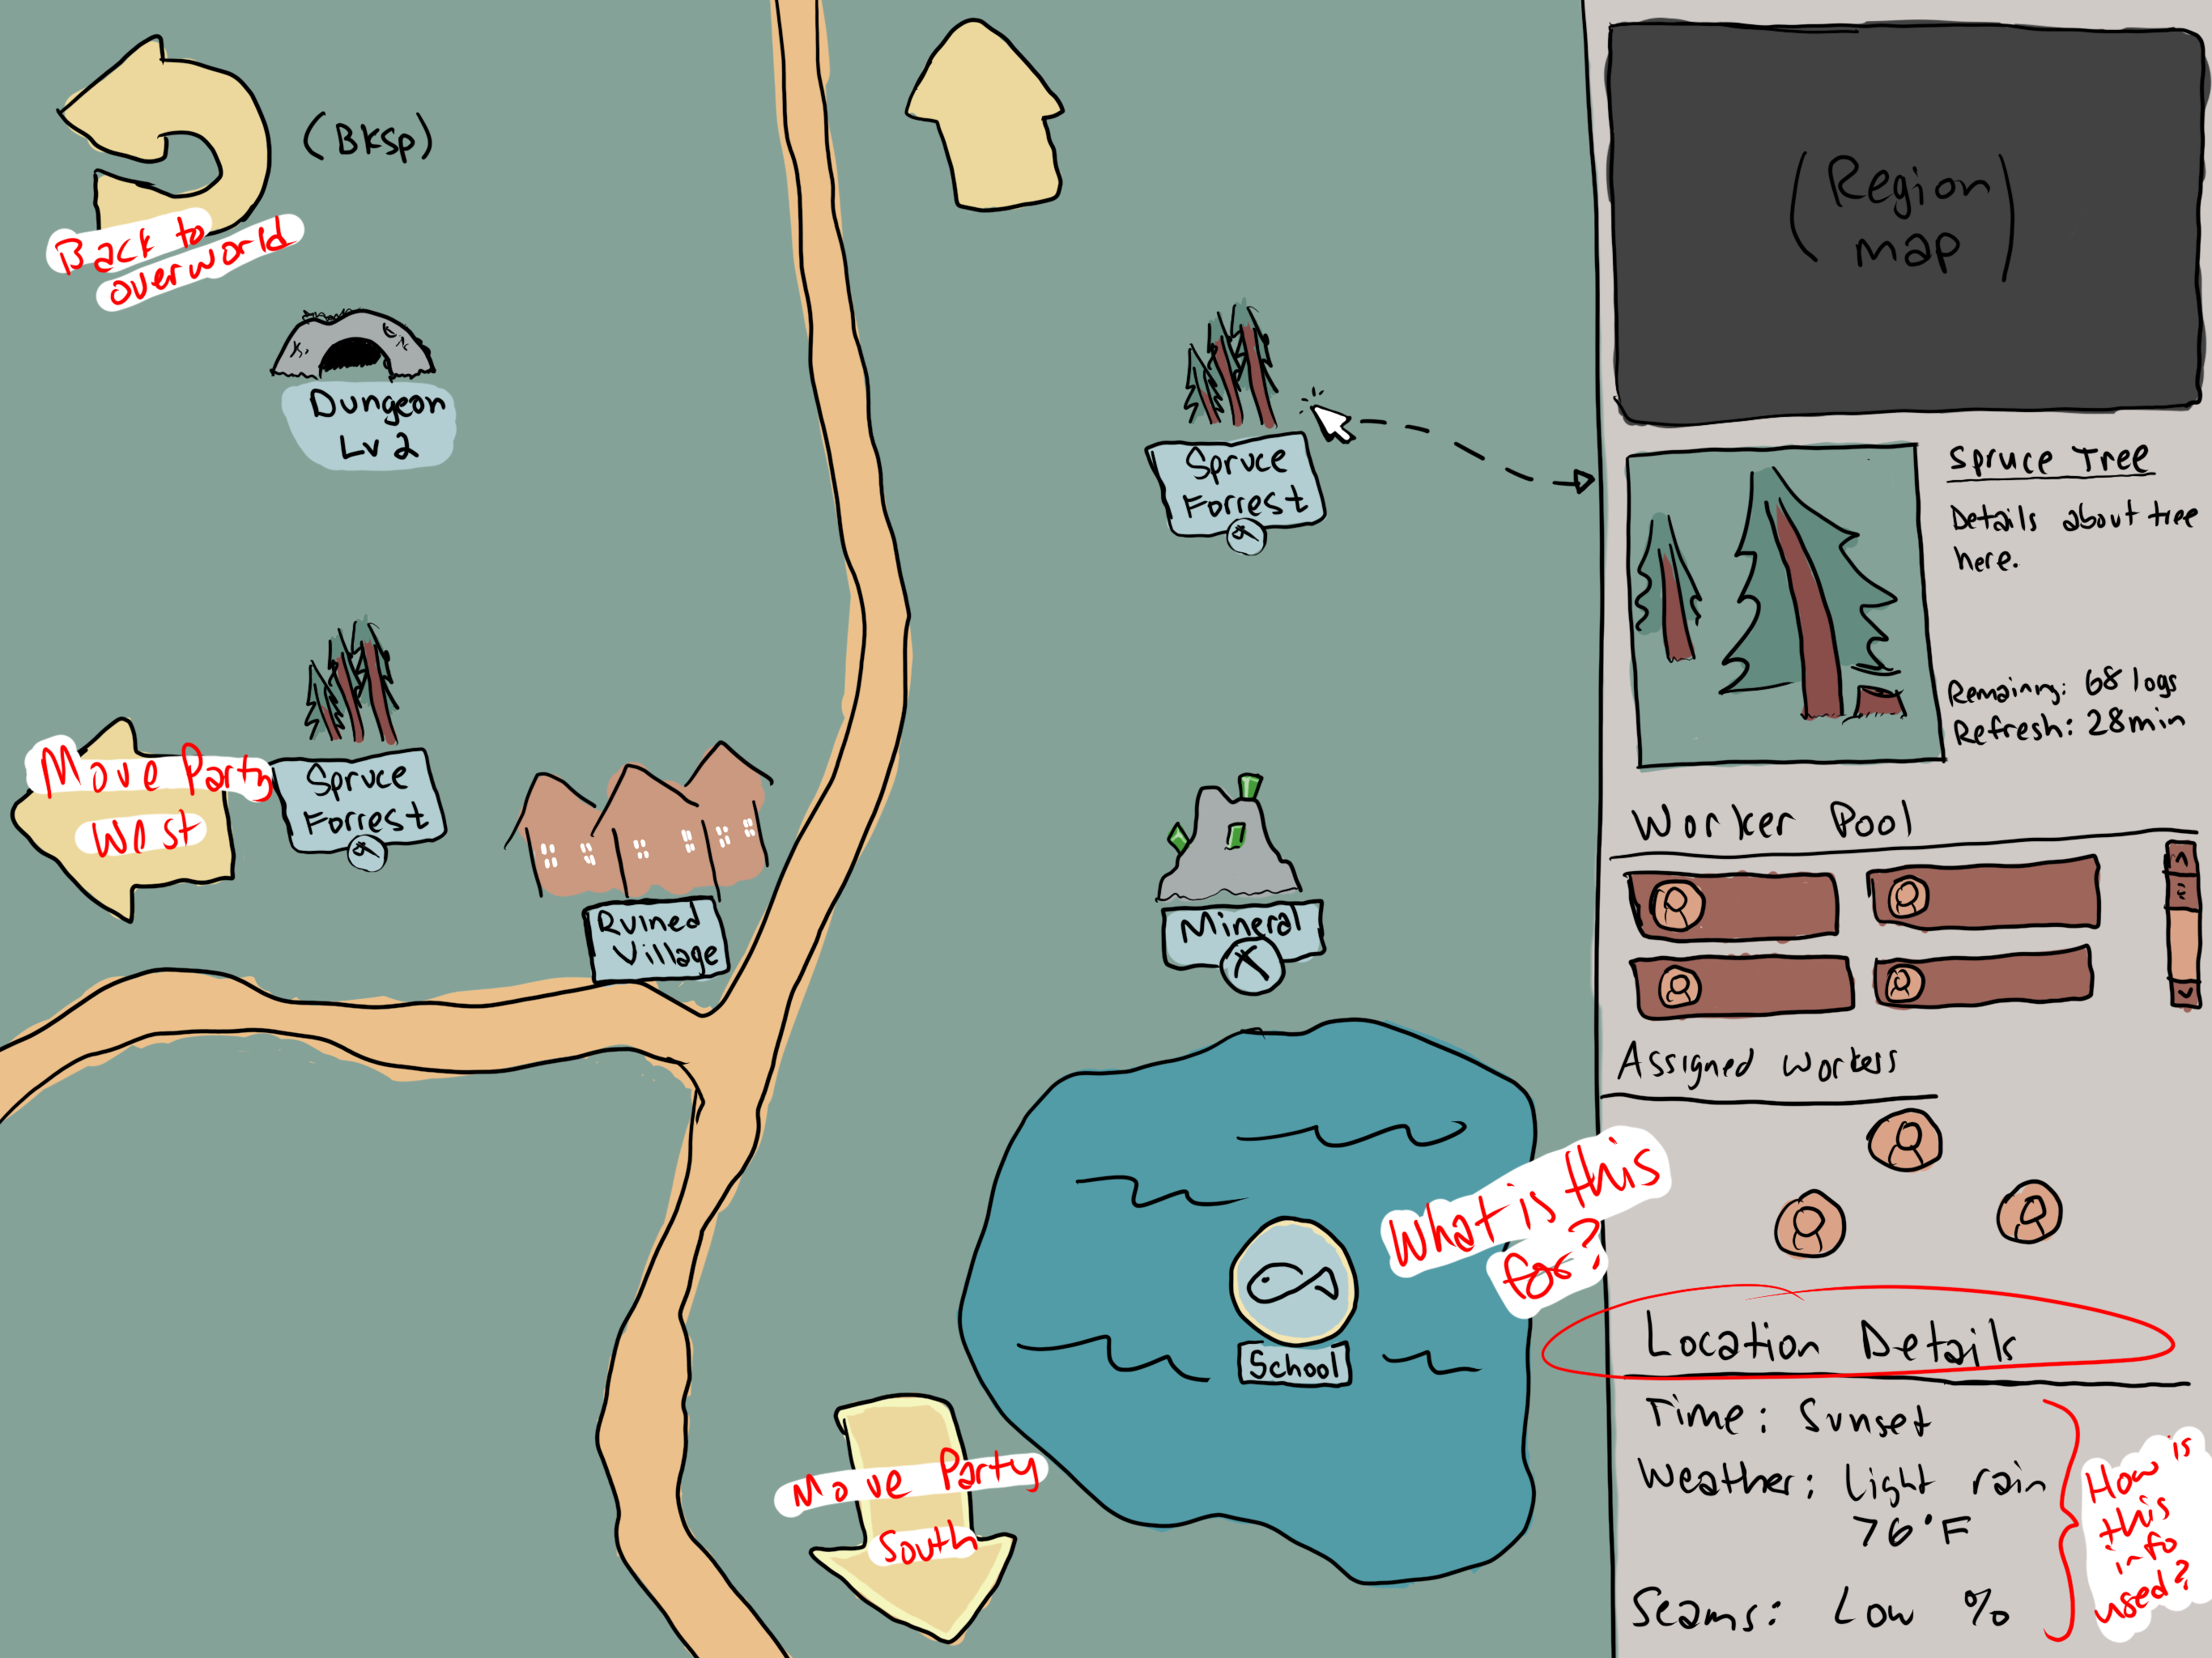 (Bksp)
Back to
overworld
Dungeon
Lv 2
Spruce
Forrest
Move Party
West
Spruce
Forrest
Ruined
Village
Mineral
School
Move Party
South
(Region
map)
Spruce Tree
Details about tree
here.
Remaining: 68 logs
Refresh: 28min
Worker Pool
Assigned workers
What is this
for?
Location Details
Time: Sunset
Weather: Light rain
76°F
Seams: Low %
How is
this
info
used?